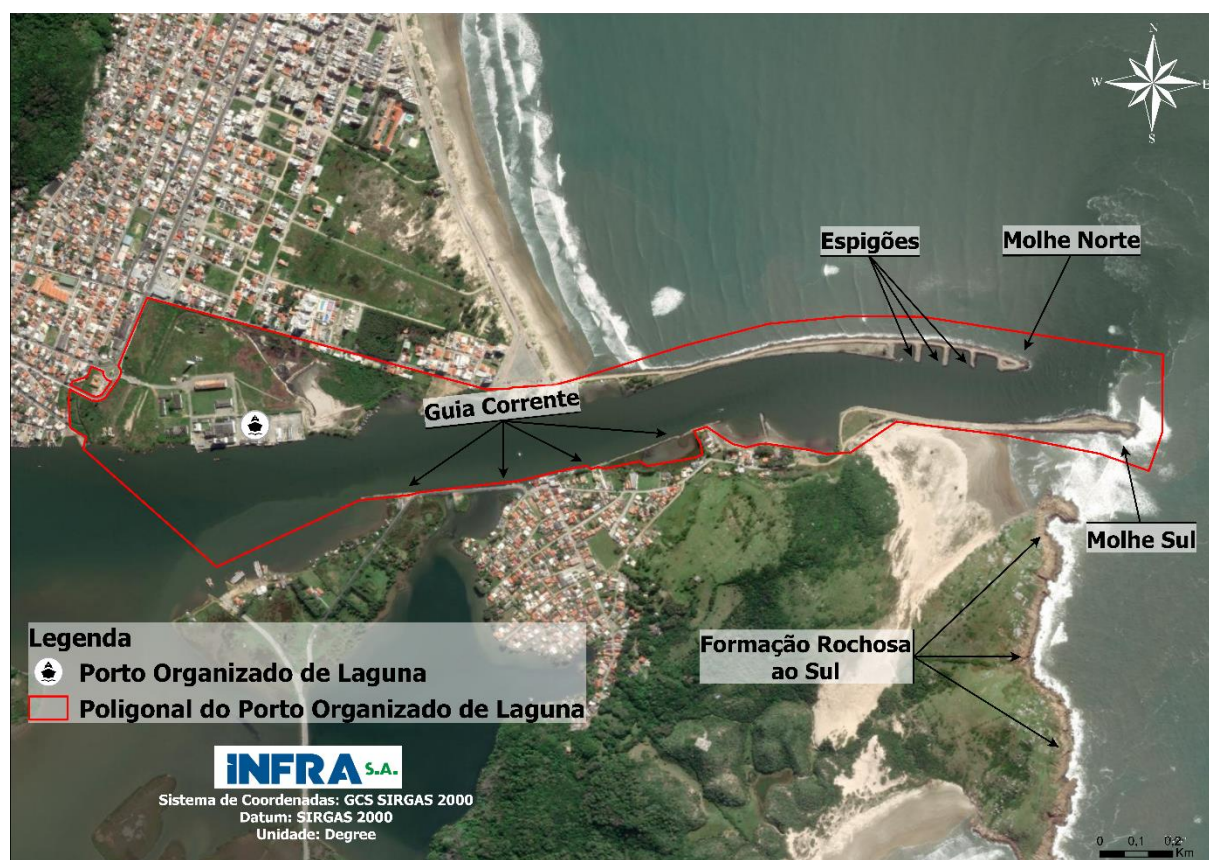 N
W
E
S
Espigões
Molhe Norte
Guia Corrente
Molhe Sul
Formação Rochosa
ao Sul
Legenda
Porto Organizado de Laguna
Poligonal do Porto Organizado de Laguna
INFRA S.A.
Sistema de Coordenadas: GCS SIRGAS 2000
Datum: SIRGAS 2000
Unidade: Degree
0 0,1 0,2
Km